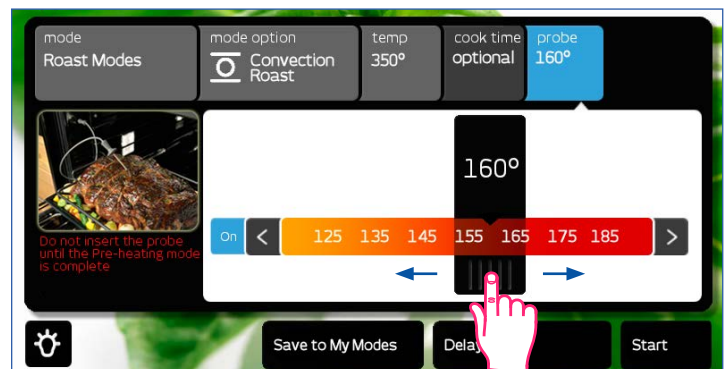 mode
Roast Modes
mode option
Convection
Roast
temp
350°
cook time
optional
probe
160°
Do not insert the probe
until the Pre-heating mode
is complete
160°
On < 125 135 145 155 165 175 185 >
Save to My Modes
Start